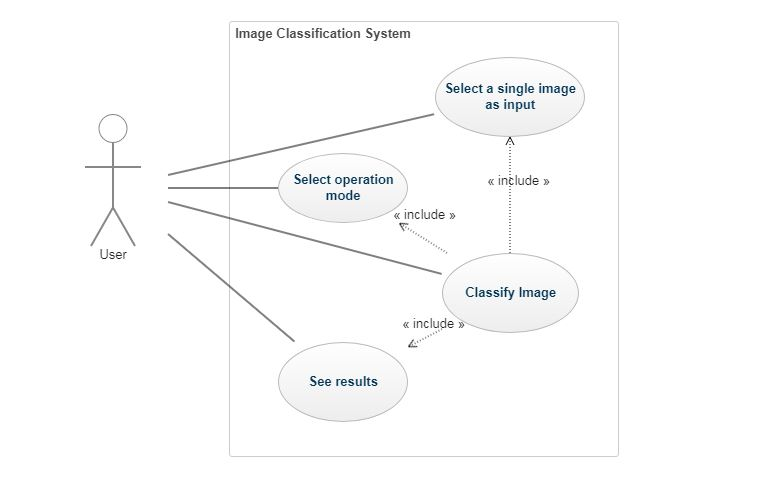 Image Classification System
Select a single image
as input
« include »
Select operation
mode
« include »
User
Classify Image
« include »
See results